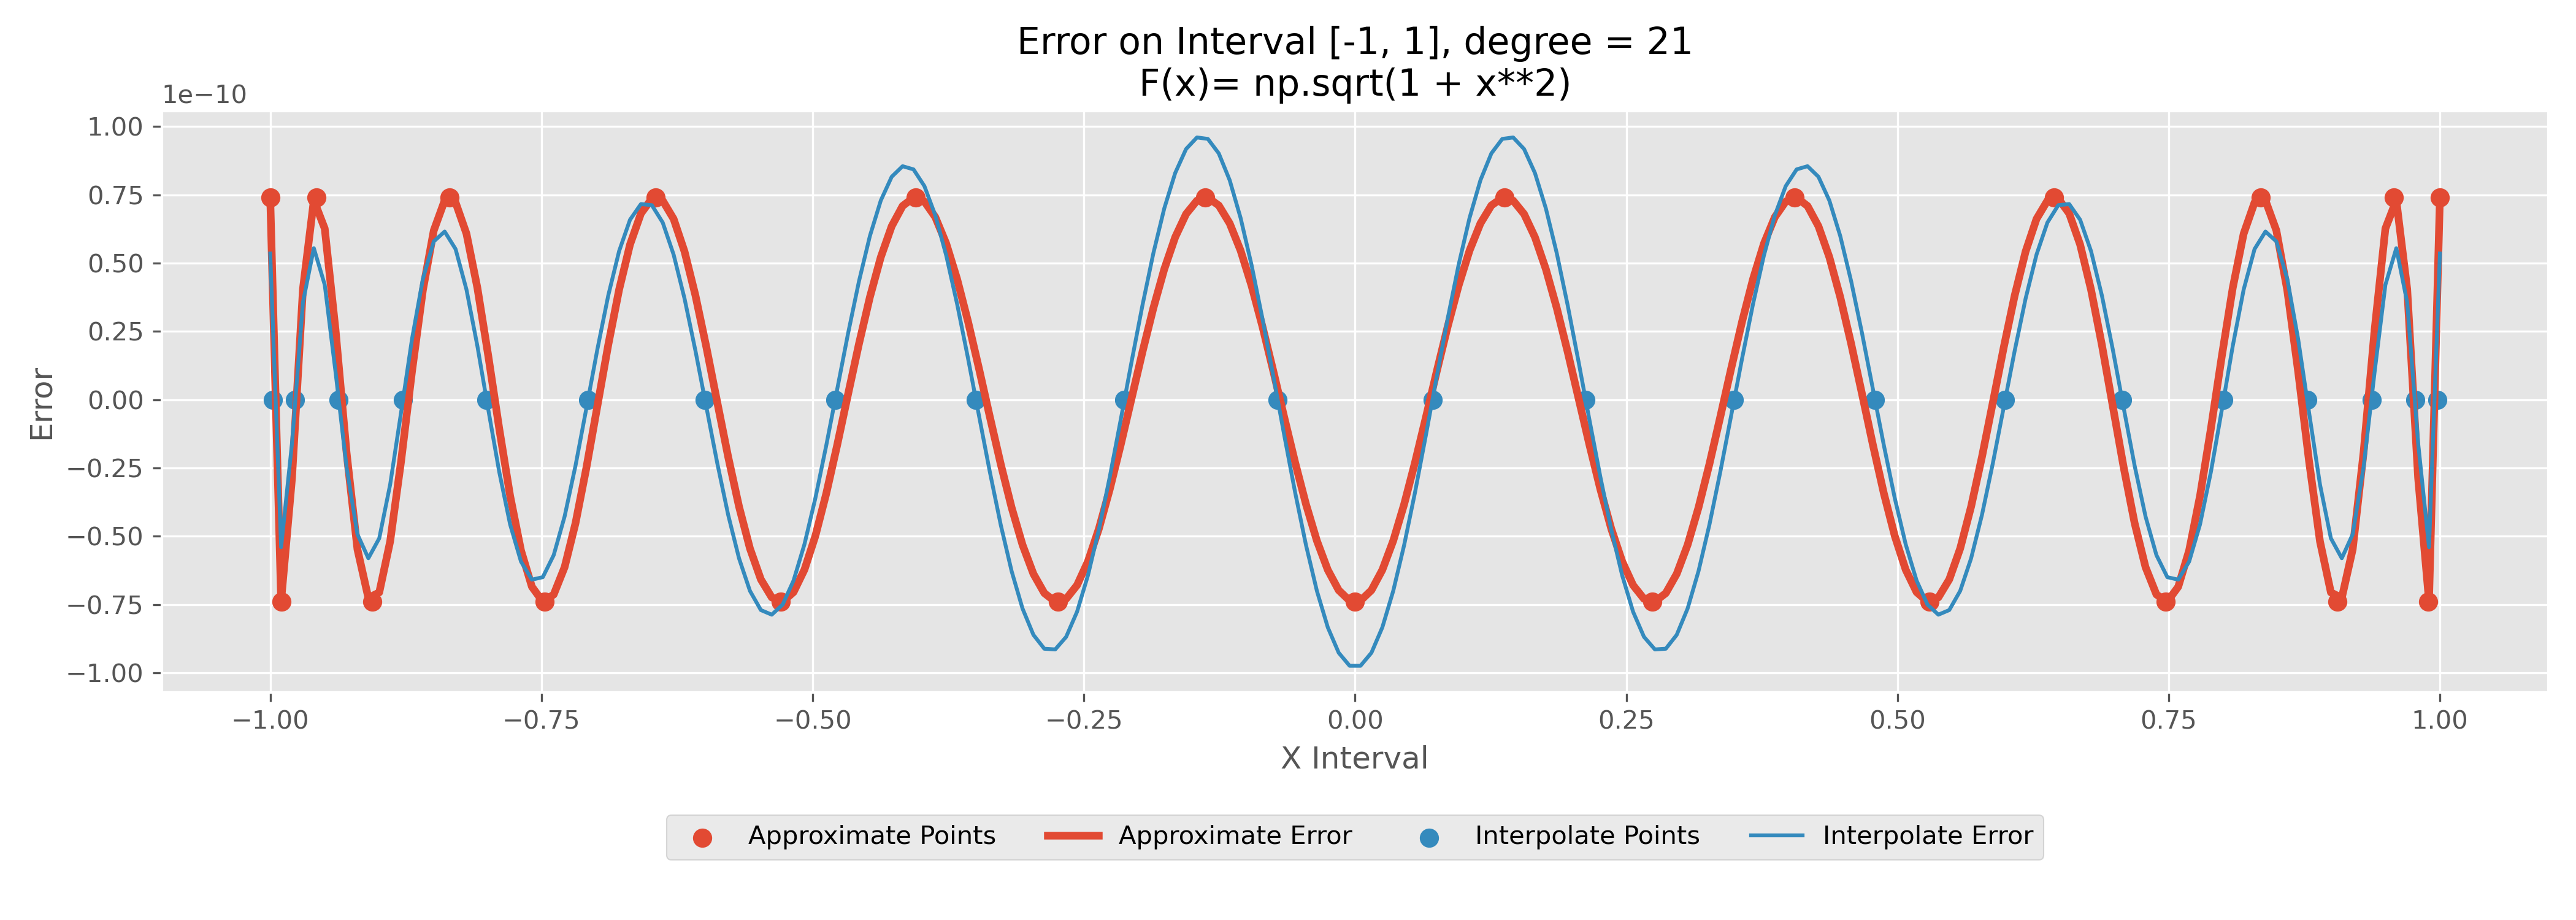 Error on Interval [-1, 1], degree = 21
F(x)= np.sqrt(1 + x**2)
1e−10
1.00
0.75
0.50
0.25
0.00
−0.25
−0.50
−0.75
−1.00
Error
−1.00 −0.75 −0.50 −0.25 0.00 0.25 0.50 0.75 1.00
X Interval
Approximate Points Approximate Error Interpolate Points Interpolate Error